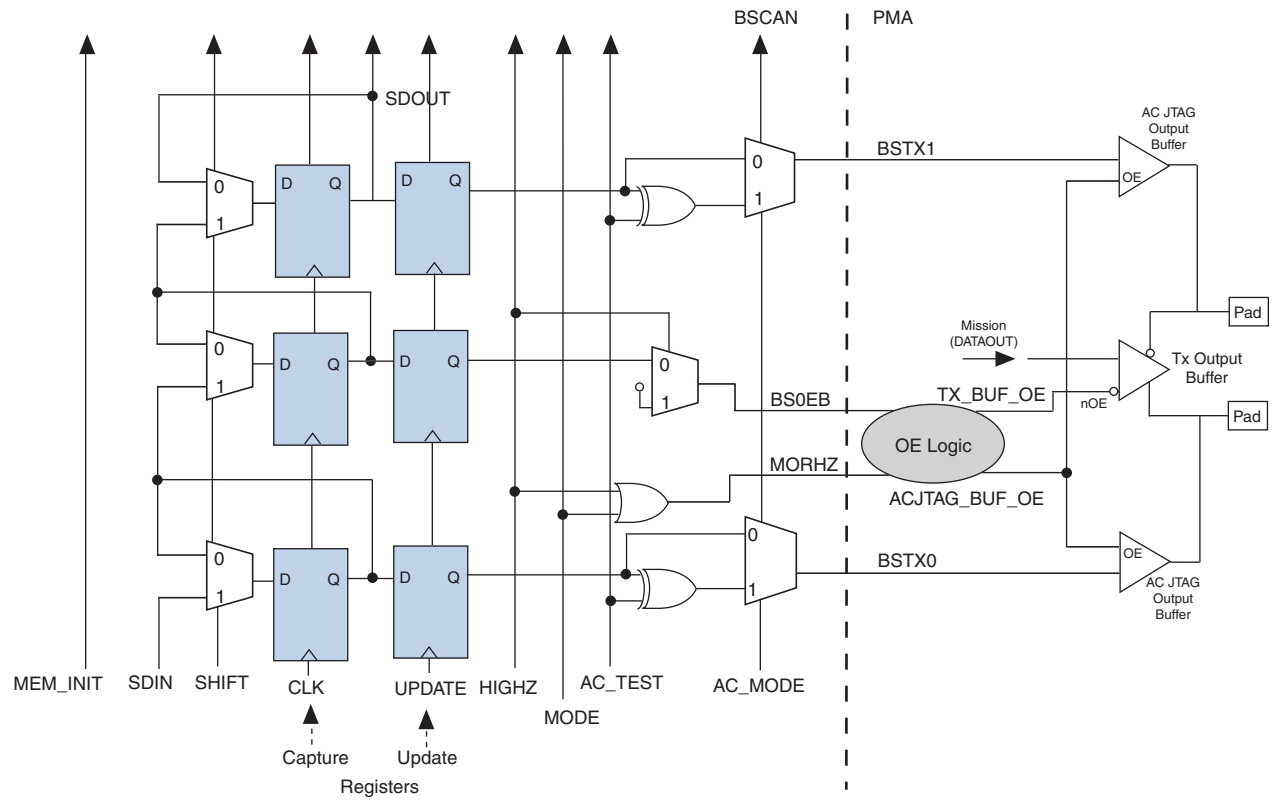 BSCAN
PMA
SDOUT
AC JTAG
Output
Buffer
0
1
D
Q
D
Q
0
1
BSTX1
OE
Pad
Mission
(DATAOUT)
Tx Output
Buffer
0
1
D
Q
D
Q
0
1
BS0EB
TX_BUF_OE
nOE
Pad
OE Logic
MORHZ
ACJTAG_BUF_OE
0
1
D
Q
D
Q
0
1
BSTX0
OE
AC JTAG
Output
Buffer
MEM_INIT
SDIN
SHIFT
CLK
UPDATE
HIGHZ
MODE
AC_TEST
AC_MODE
Capture
Update
Registers